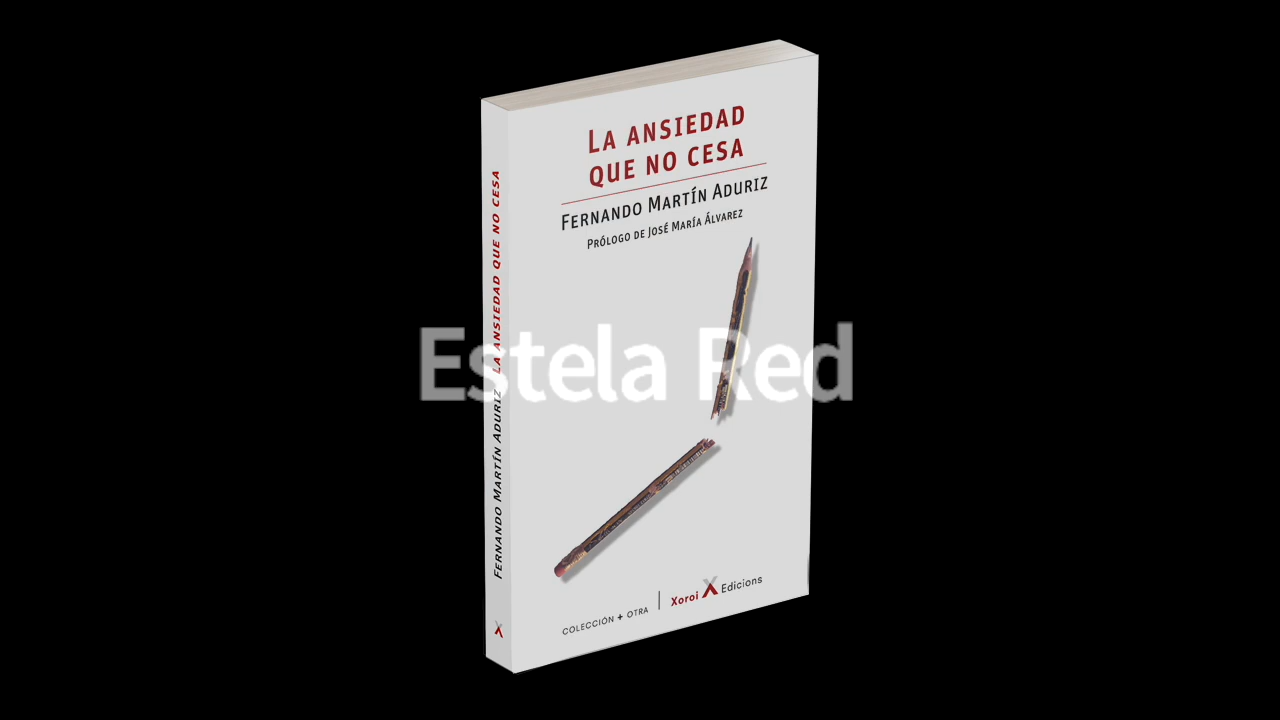 LA ANSIEDAD
QUE NO CESA
FERNANDO MARTÍN ADURIZ
PRÓLOGO DE JOSÉ MARÍA ÁLVAREZ
Estela Red
COLECCIÓN + OTRA | Xoroi X Edicions
FERNANDO MARTÍN ADURIZ LA ANSIEDAD QUE NO CESA
X